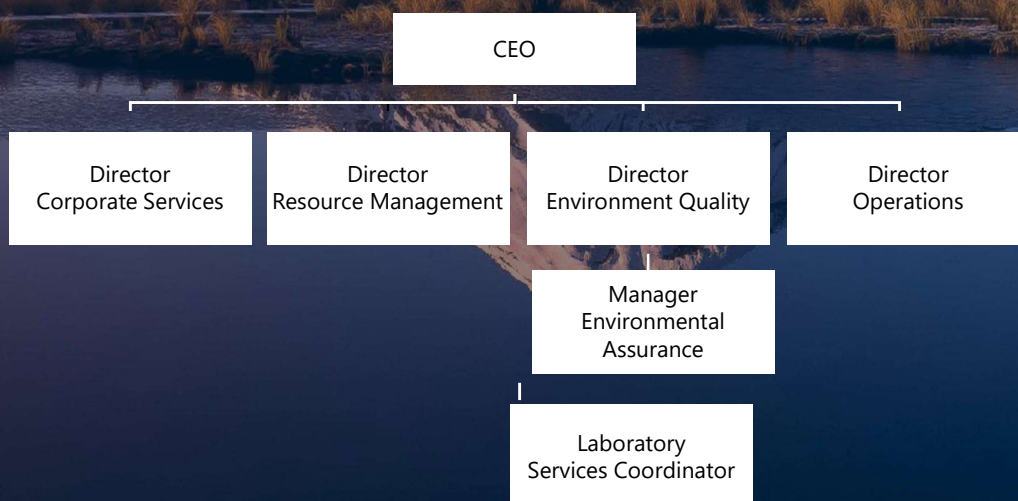 CEO
Director
Corporate Services
Director
Resource Management
Director
Environment Quality
Director
Operations
Manager
Environmental
Assurance
Laboratory
Services Coordinator